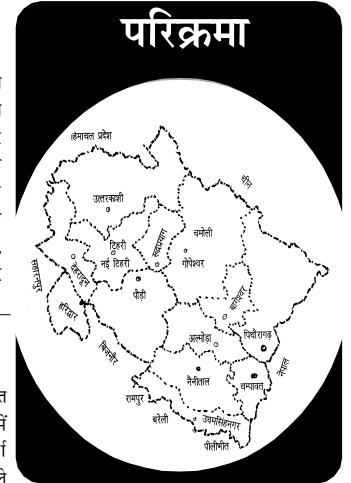 परिक्रमा
हिमाचल प्रदेश
चीन
उत्तरकाशी
टिहरी
नई टिहरी
रुद्रप्रयाग
चमोली
गोपेश्वर
देहरादून
सहारनपुर
हरिद्वार
पौड़ी
बागेश्वर
बिजनौर
अल्मोड़ा
पिथौरागढ़
नैनीताल
चम्पावत
नेपाल
रामपुर
बरेली
उधमसिंहनगर
पीलीभीत
त
में
र्ग
ले